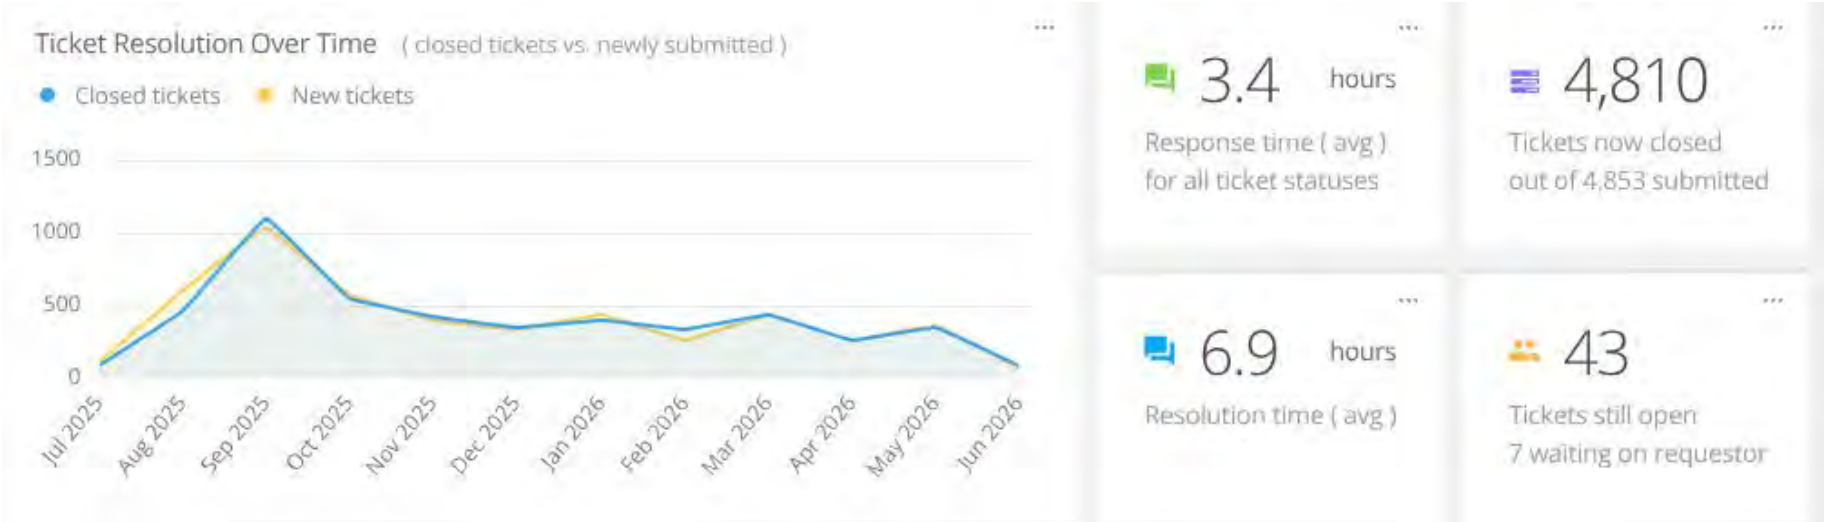 Ticket Resolution Over Time ( closed tickets vs. newly submitted )
Closed tickets New tickets
1500
1000
500
0
Jul 2025 Aug 2025 Sep 2025 Oct 2025 Nov 2025 Dec 2025 Jan 2026 Feb 2026 Mar 2026 Apr 2026 May 2026 Jun 2026
3.4 hours
Response time ( avg )
for all ticket statuses
4,810
Tickets now closed
out of 4,853 submitted
6.9 hours
Resolution time ( avg )
43
Tickets still open
7 waiting on requestor